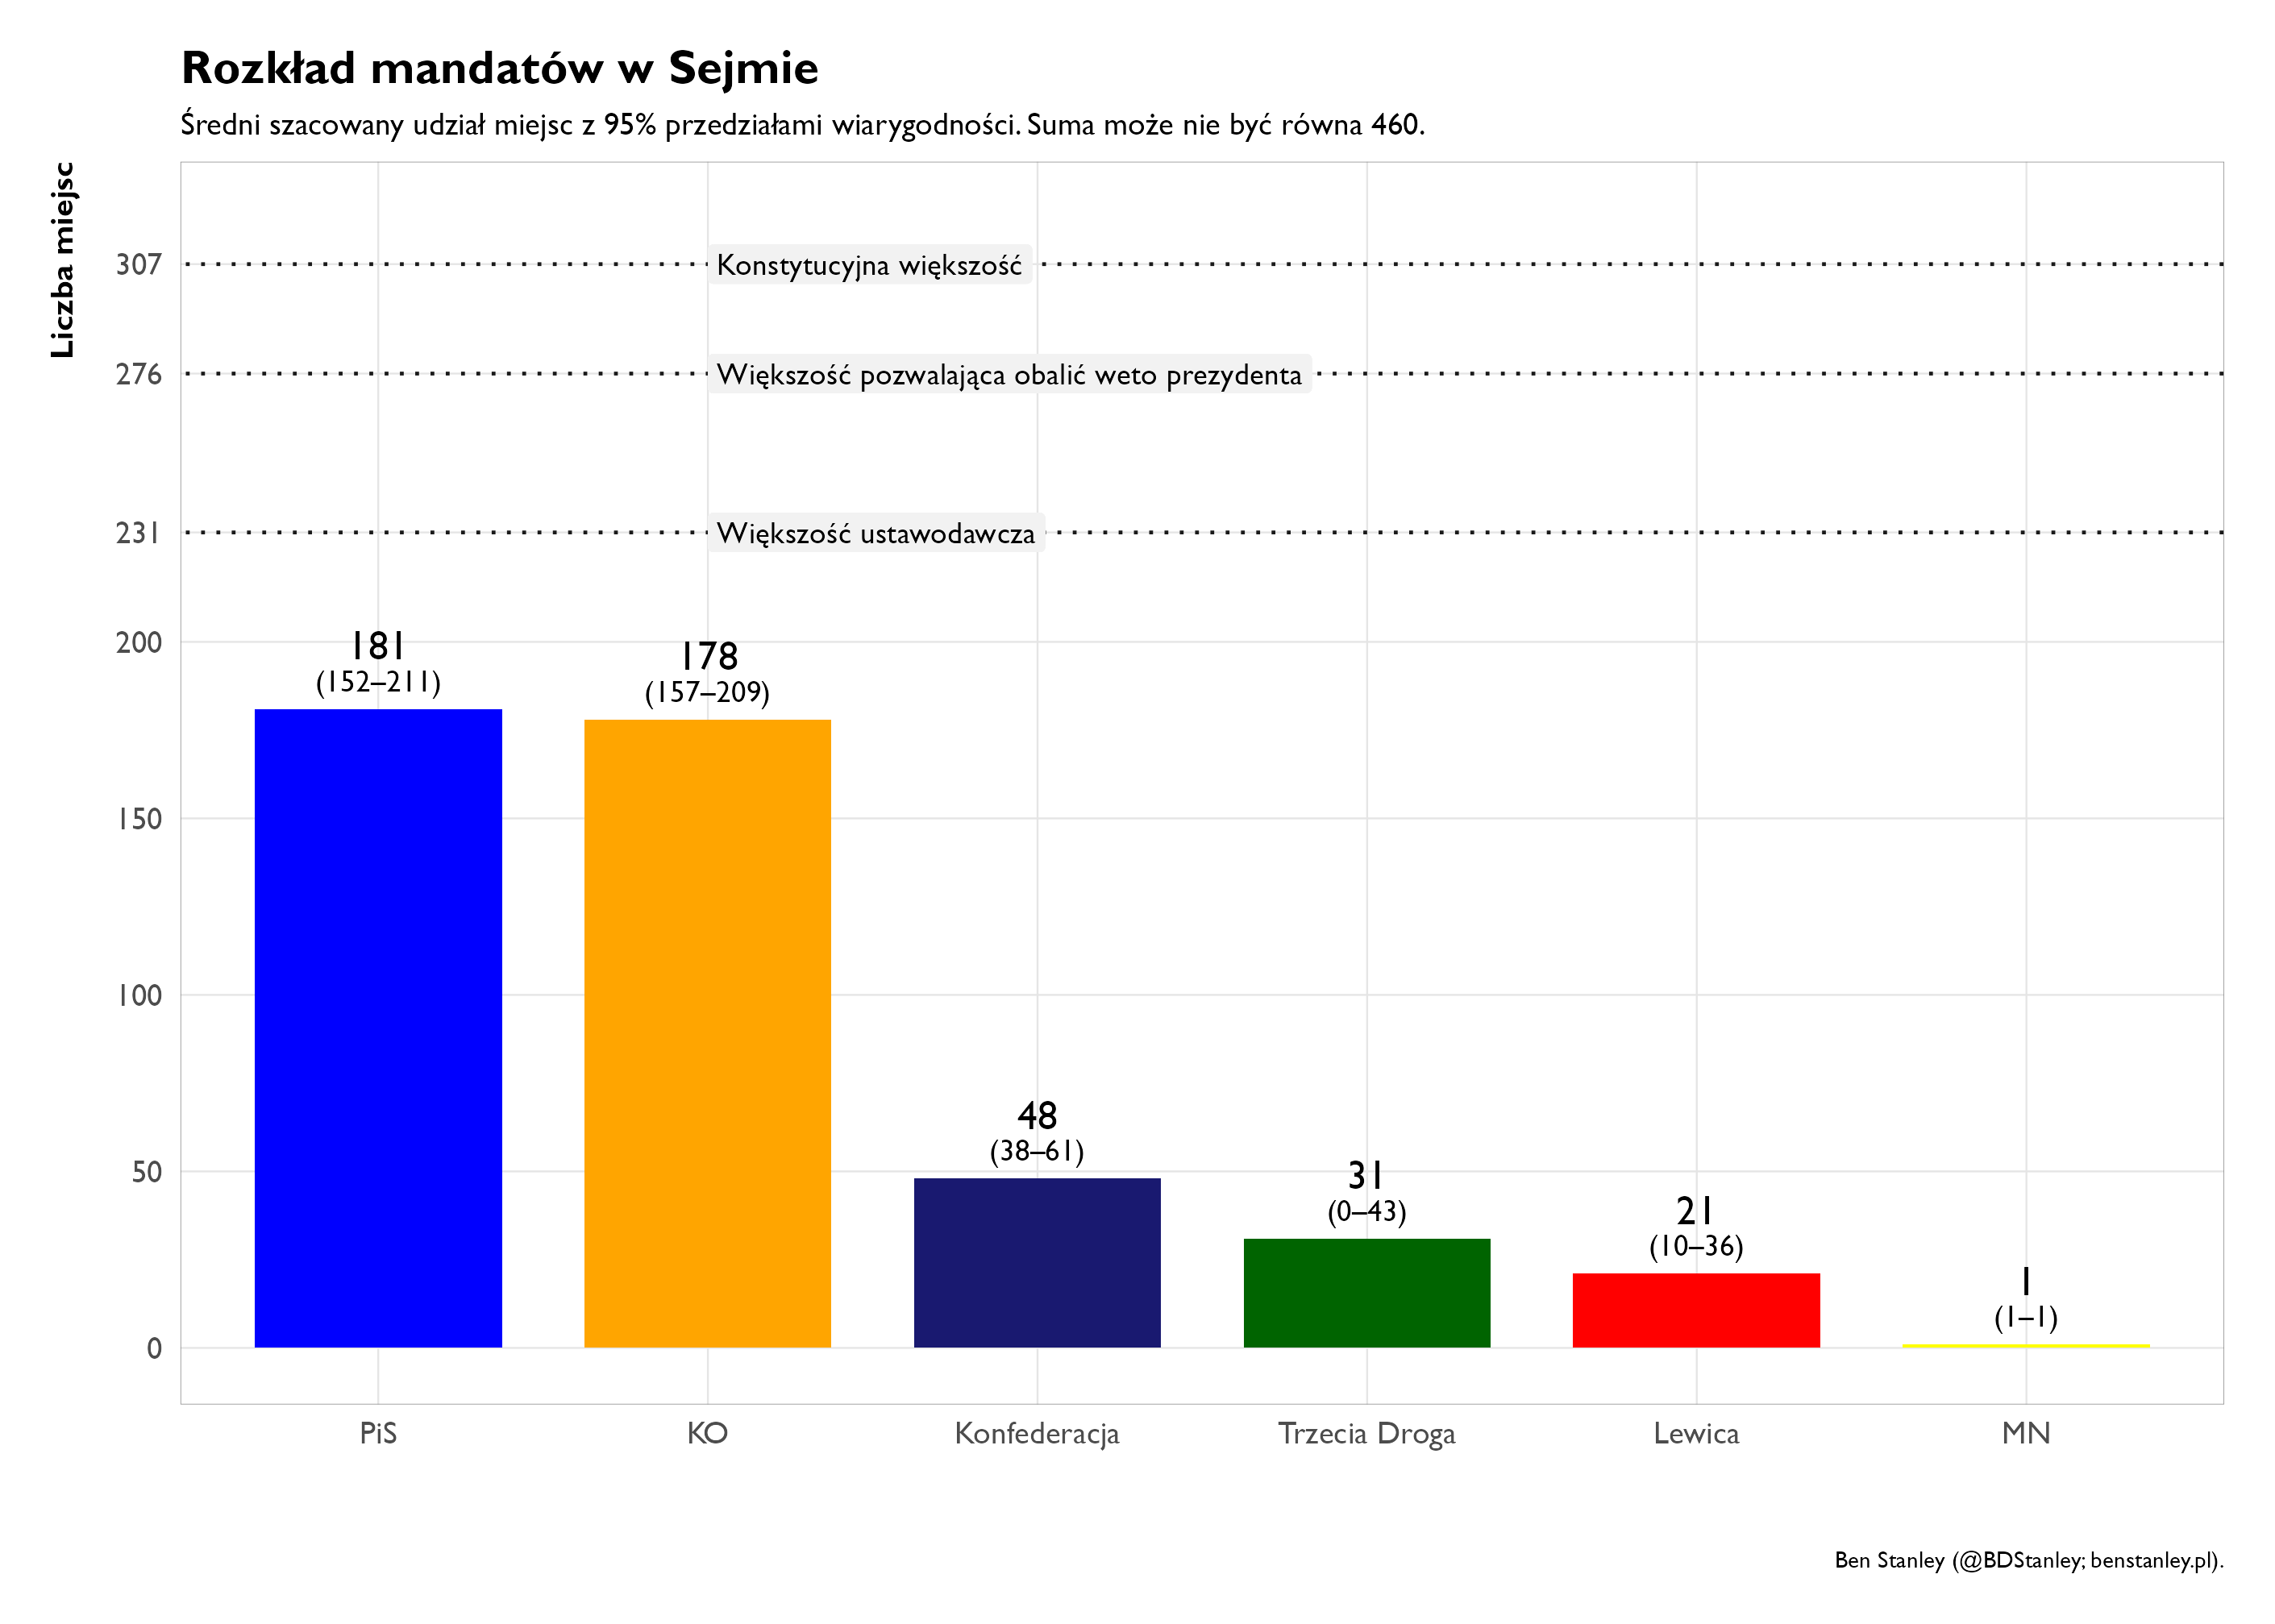 Rozkład mandatów w Sejmie
Średni szacowany udział miejsc z 95% przedziałami wiarygodności. Suma może nie być równa 460.
Liczba miejsc
307
Konstytucyjna większość
276
Większość pozwalająca obalić weto prezydenta
231
Większość ustawodawcza
200
150
100
50
0
181
(152–211)
178
(157–209)
48
(38–61)
31
(0–43)
21
(10–36)
1
(1–1)
PiS
KO
Konfederacja
Trzecia Droga
Lewica
MN
Ben Stanley (@BDStanley; benstanley.pl).